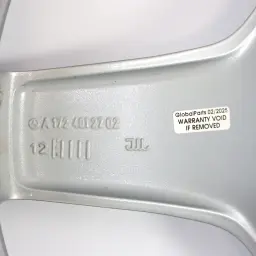 A 172 401 27 02
12
GlobalParts 02/2025
WARRANTY VOID
IF REMOVED